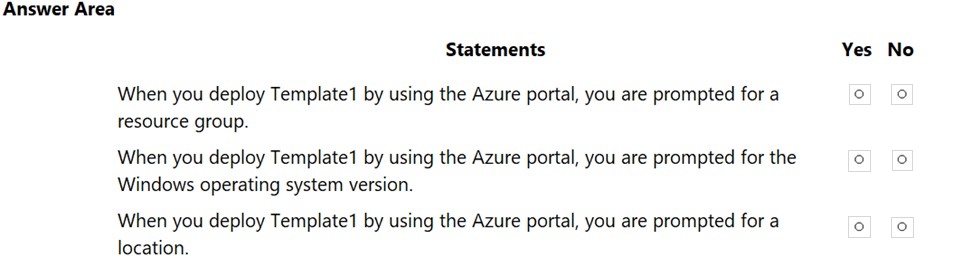 Answer Area
Statements Yes No
When you deploy Template1 by using the Azure portal, you are prompted for a
resource group.
When you deploy Template1 by using the Azure portal, you are prompted for the
Windows operating system version.
When you deploy Template1 by using the Azure portal, you are prompted for a
location.